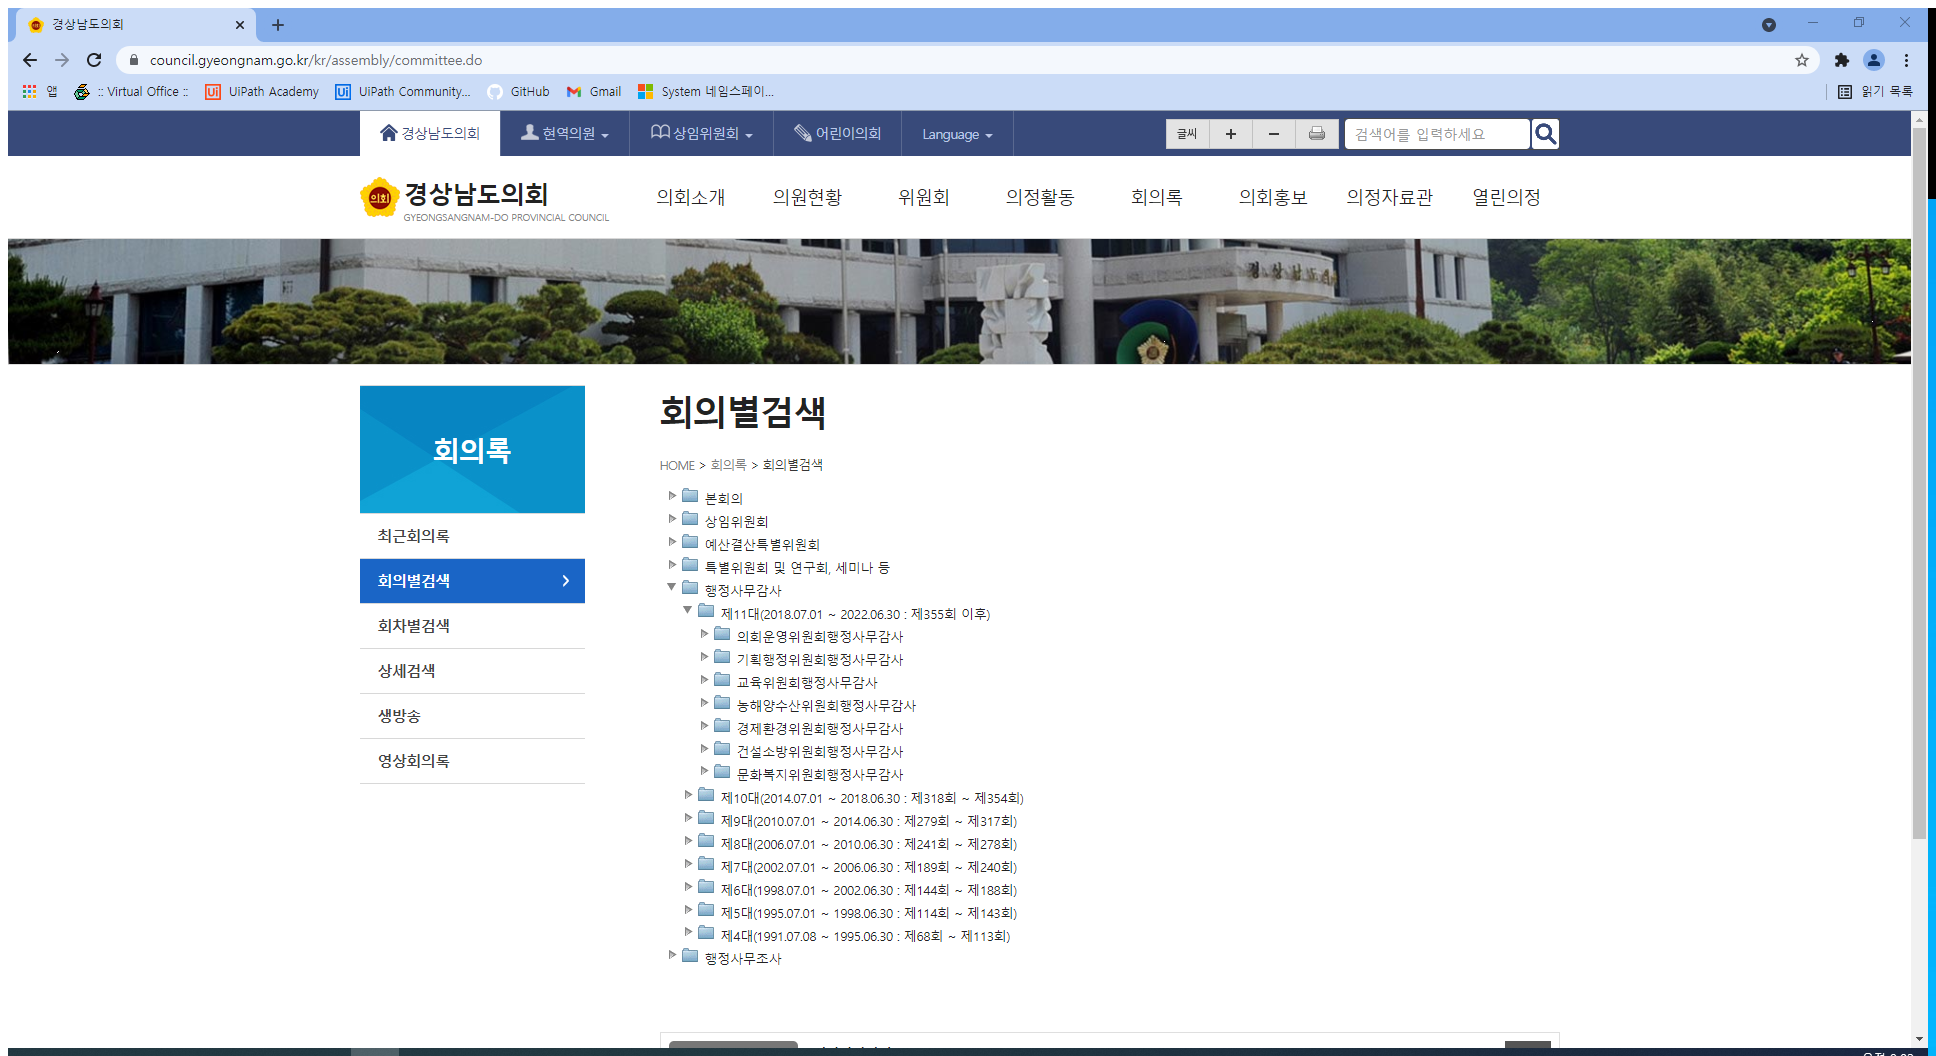 경상남도의회
council.gyeongnam.go.kr/kr/assembly/committee.do
앱 :: Virtual Office :: UiPath Academy UiPath Community... GitHub Gmail System 네임스페이... 읽기 목록
경상남도의회 현역의원 상임위원회 어린이의회 Language 글씨 + - 검색어를 입력하세요
의회 경상남도의회 의회소개 의원현황 위원회 의정활동 회의록 의회홍보 의정자료관 열린의정
GYEONGSANGNAM-DO PROVINCIAL COUNCIL
회의록
최근회의록
회의별검색
회차별검색
상세검색
생방송
영상회의록
회의별검색
HOME > 회의록 > 회의별검색
본회의
상임위원회
예산결산특별위원회
특별위원회 및 연구회, 세미나 등
행정사무감사
제11대(2018.07.01 ~ 2022.06.30 : 제355회 이후)
의회운영위원회행정사무감사
기획행정위원회행정사무감사
교육위원회행정사무감사
농해양수산위원회행정사무감사
경제환경위원회행정사무감사
건설소방위원회행정사무감사
문화복지위원회행정사무감사
제10대(2014.07.01 ~ 2018.06.30 : 제318회 ~ 제354회)
제9대(2010.07.01 ~ 2014.06.30 : 제279회 ~ 제317회)
제8대(2006.07.01 ~ 2010.06.30 : 제241회 ~ 제278회)
제7대(2002.07.01 ~ 2006.06.30 : 제189회 ~ 제240회)
제6대(1998.07.01 ~ 2002.06.30 : 제144회 ~ 제188회)
제5대(1995.07.01 ~ 1998.06.30 : 제114회 ~ 제143회)
제4대(1991.07.08 ~ 1995.06.30 : 제68회 ~ 제113회)
행정사무조사